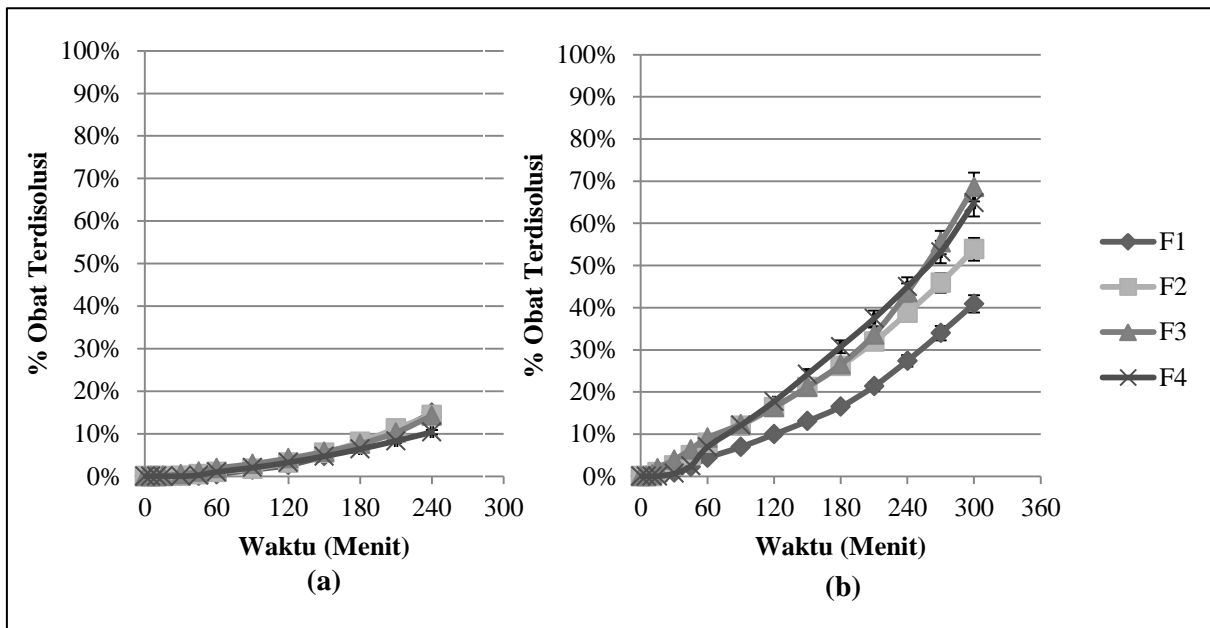 % Obat Terdisolusi
100%
90%
80%
70%
60%
50%
40%
30%
20%
10%
0%
0 60 120 180 240 300
Waktu (Menit)
(a)
% Obat Terdisolusi
100%
90%
80%
70%
60%
50%
40%
30%
20%
10%
0%
0 60 120 180 240 300 360
Waktu (Menit)
(b)
F1
F2
F3
F4